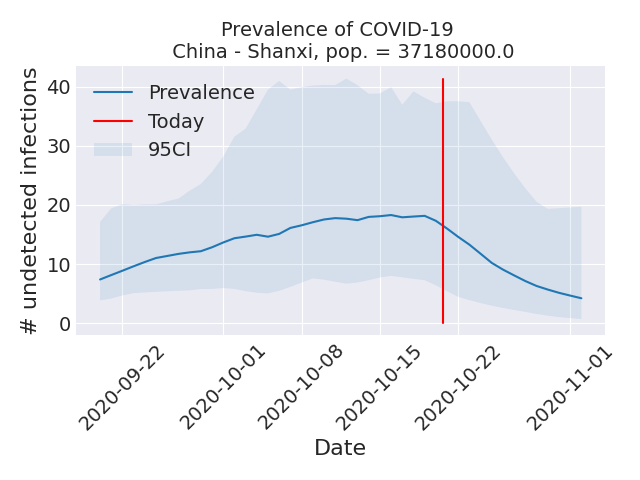 Prevalence of COVID-19
China - Shanxi, pop. = 37180000.0
# undetected infections
40
30
20
10
0
Prevalence
Today
95CI
2020-09-22
2020-10-01
2020-10-08
2020-10-15
2020-10-22
2020-11-01
Date